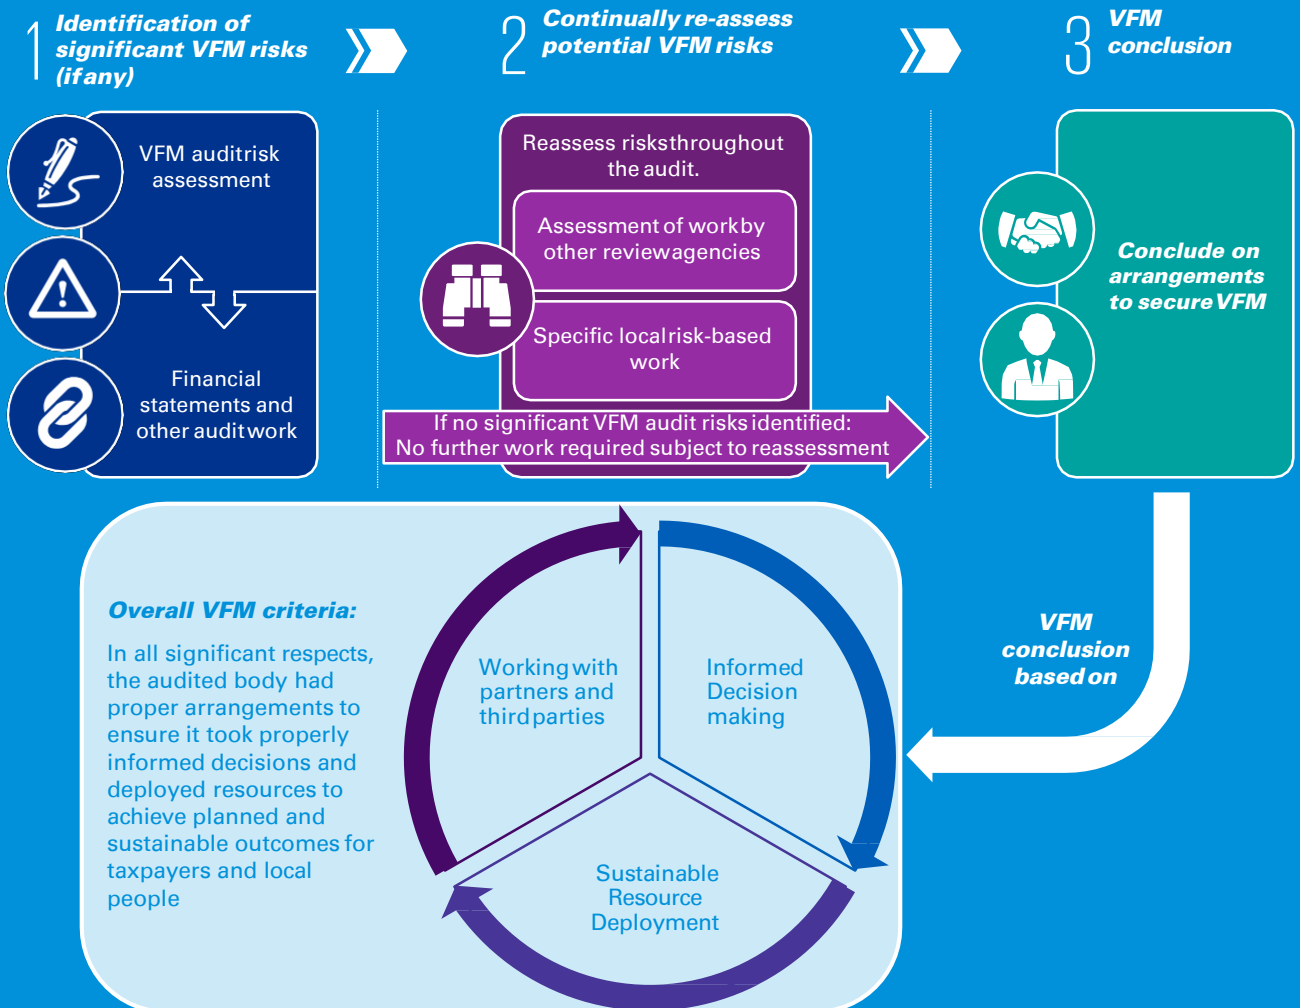 1
Identification of
significant VFM risks
(if any)
2
Continually re-assess
potential VFM risks
3
VFM
conclusion
VFM audit risk
assessment
Financial
statements and
other audit work
Reassess risks throughout
the audit.
Assessment of work by
other review agencies
Specific local risk-based
work
If no significant VFM audit risks identified:
No further work required subject to reassessment
Conclude on
arrangements
to secure VFM
Overall VFM criteria:
In all significant respects,
the audited body had
proper arrangements to
ensure it took properly
informed decisions and
deployed resources to
achieve planned and
sustainable outcomes for
taxpayers and local
people
Working with
partners and
third parties
Informed
Decision
making
Sustainable
Resource
Deployment
VFM
conclusion
based on